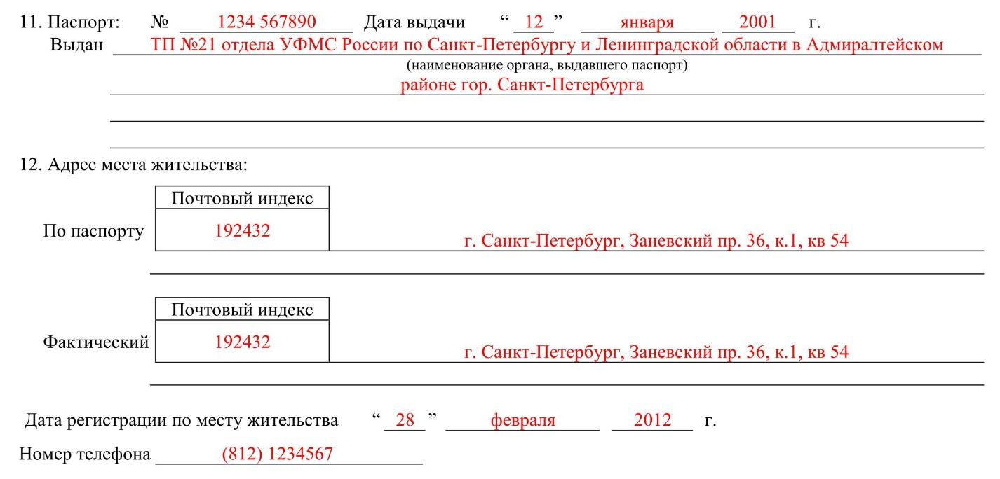 11. Паспорт: № 1234 567890 Дата выдачи “ 12 ” января 2001 г.
Выдан ТП №21 отдела УФМС России по Санкт-Петербургу и Ленинградской области в Адмиралтейском
(наименование органа, выдавшего паспорт)
районе гор. Санкт-Петербурга
12. Адрес места жительства:
Почтовый индекс
По паспорту 192432 г. Санкт-Петербург, Заневский пр. 36, к.1, кв 54
Почтовый индекс
Фактический 192432 г. Санкт-Петербург, Заневский пр. 36, к.1, кв 54
Дата регистрации по месту жительства “ 28 ” февраля 2012 г.
Номер телефона (812) 1234567